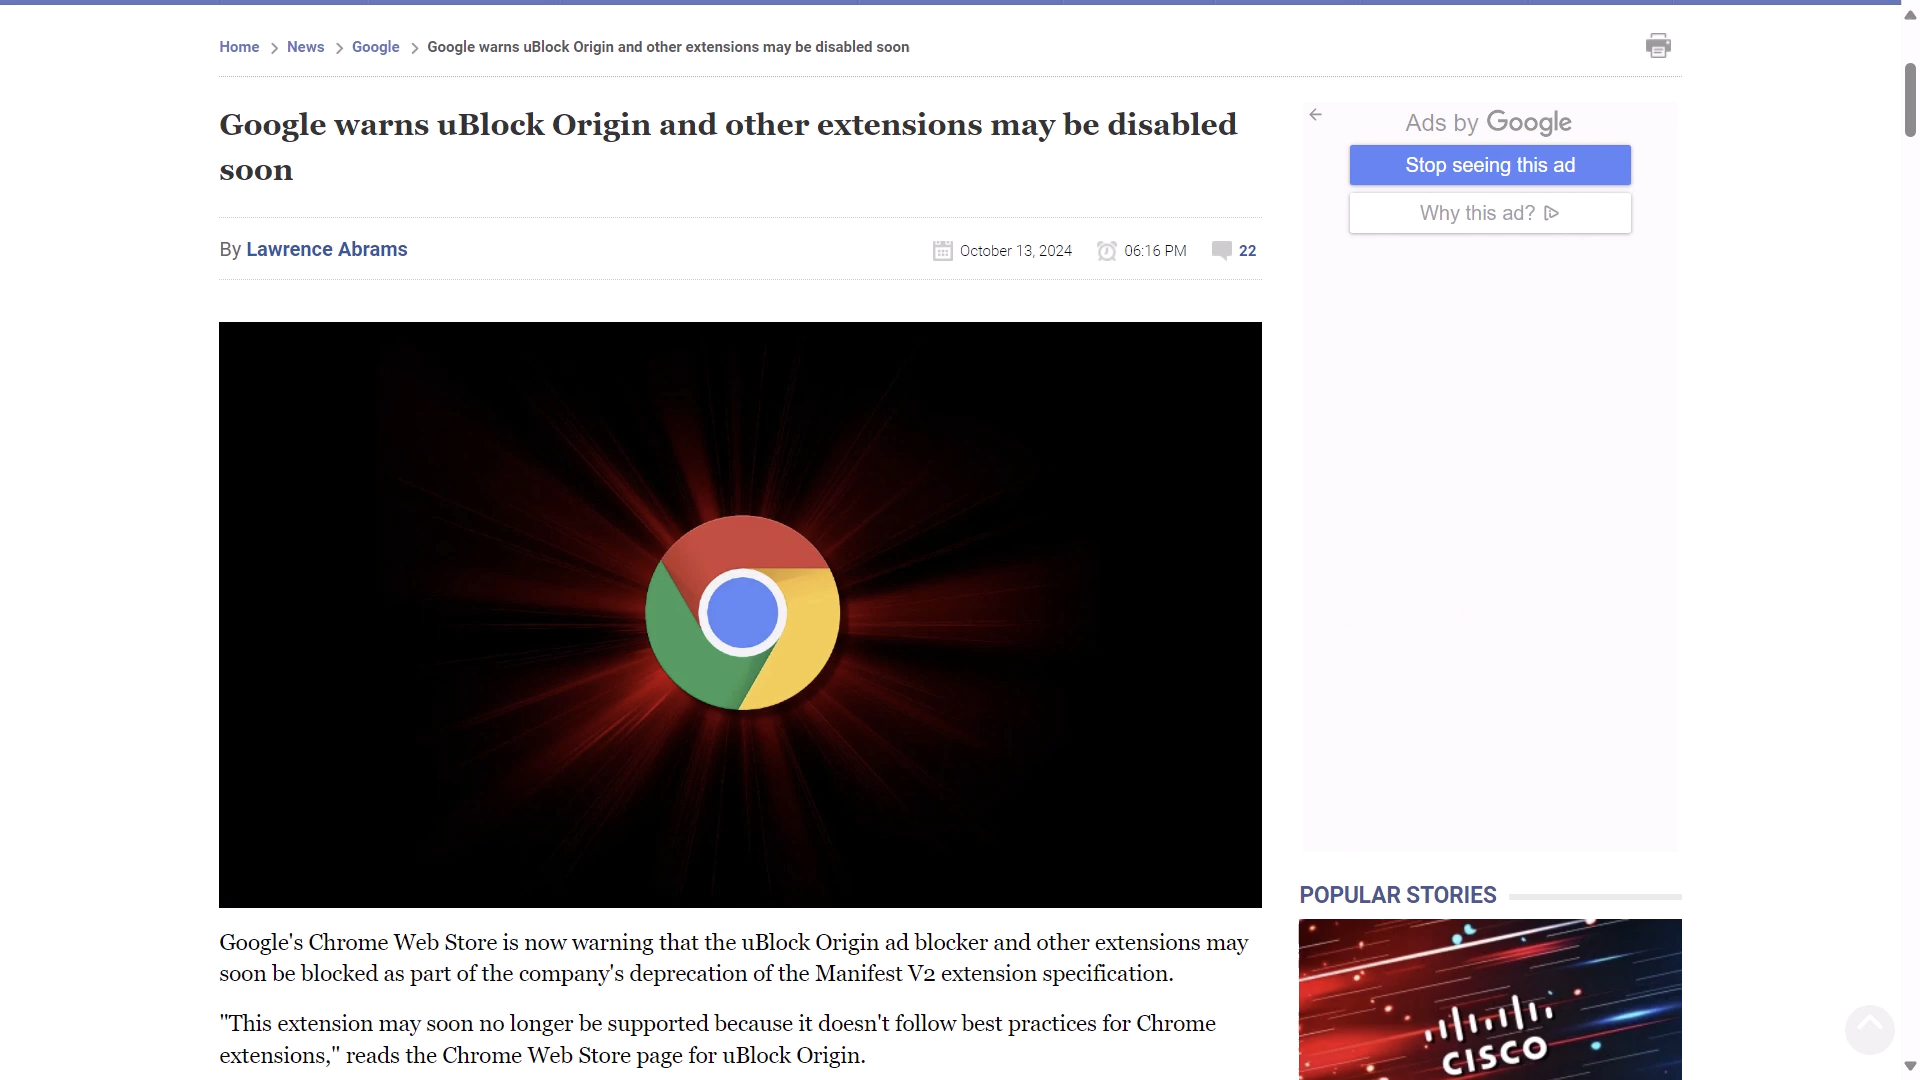 Home > News > Google > Google warns uBlock Origin and other extensions may be disabled soon
Google warns uBlock Origin and other extensions may be disabled
soon
By Lawrence Abrams
October 13, 2024
06:16 PM
22
Google's Chrome Web Store is now warning that the uBlock Origin ad blocker and other extensions may
soon be blocked as part of the company's deprecation of the Manifest V2 extension specification.
"This extension may soon no longer be supported because it doesn't follow best practices for Chrome
extensions," reads the Chrome Web Store page for uBlock Origin.
Ads by Google
Stop seeing this ad
Why this ad?
POPULAR STORIES
CISCO